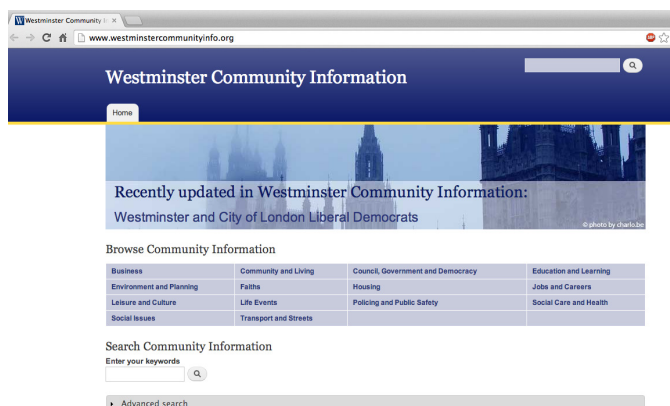 Westminster Community I
www.westminstercommunityinfo.org
Westminster Community Information
Home
Recently updated in Westminster Community Information:
Westminster and City of London Liberal Democrats
© photo by charlo.be
Browse Community Information
Business Community and Living Council, Government and Democracy Education and Learning
Environment and Planning Faiths Housing Jobs and Careers
Leisure and Culture Life Events Policing and Public Safety Social Care and Health
Social Issues Transport and Streets
Search Community Information
Enter your keywords
Advanced search